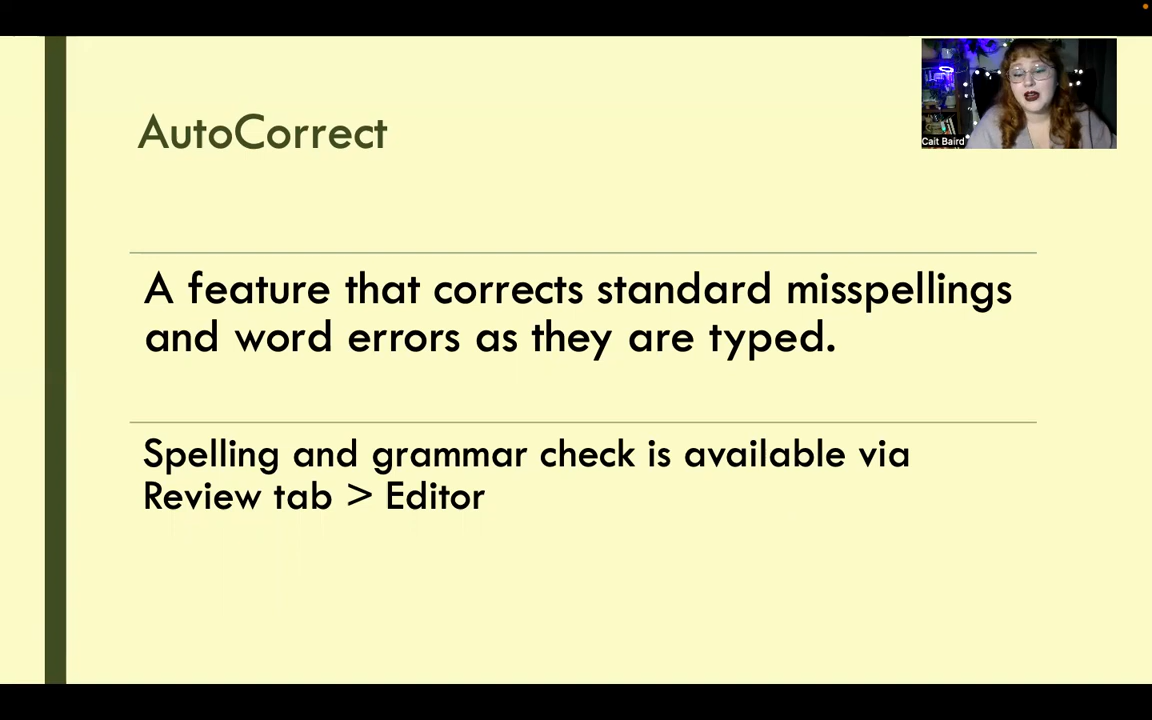 AutoCorrect
Cait Baird
A feature that corrects standard misspellings
and word errors as they are typed.
Spelling and grammar check is available via
Review tab > Editor